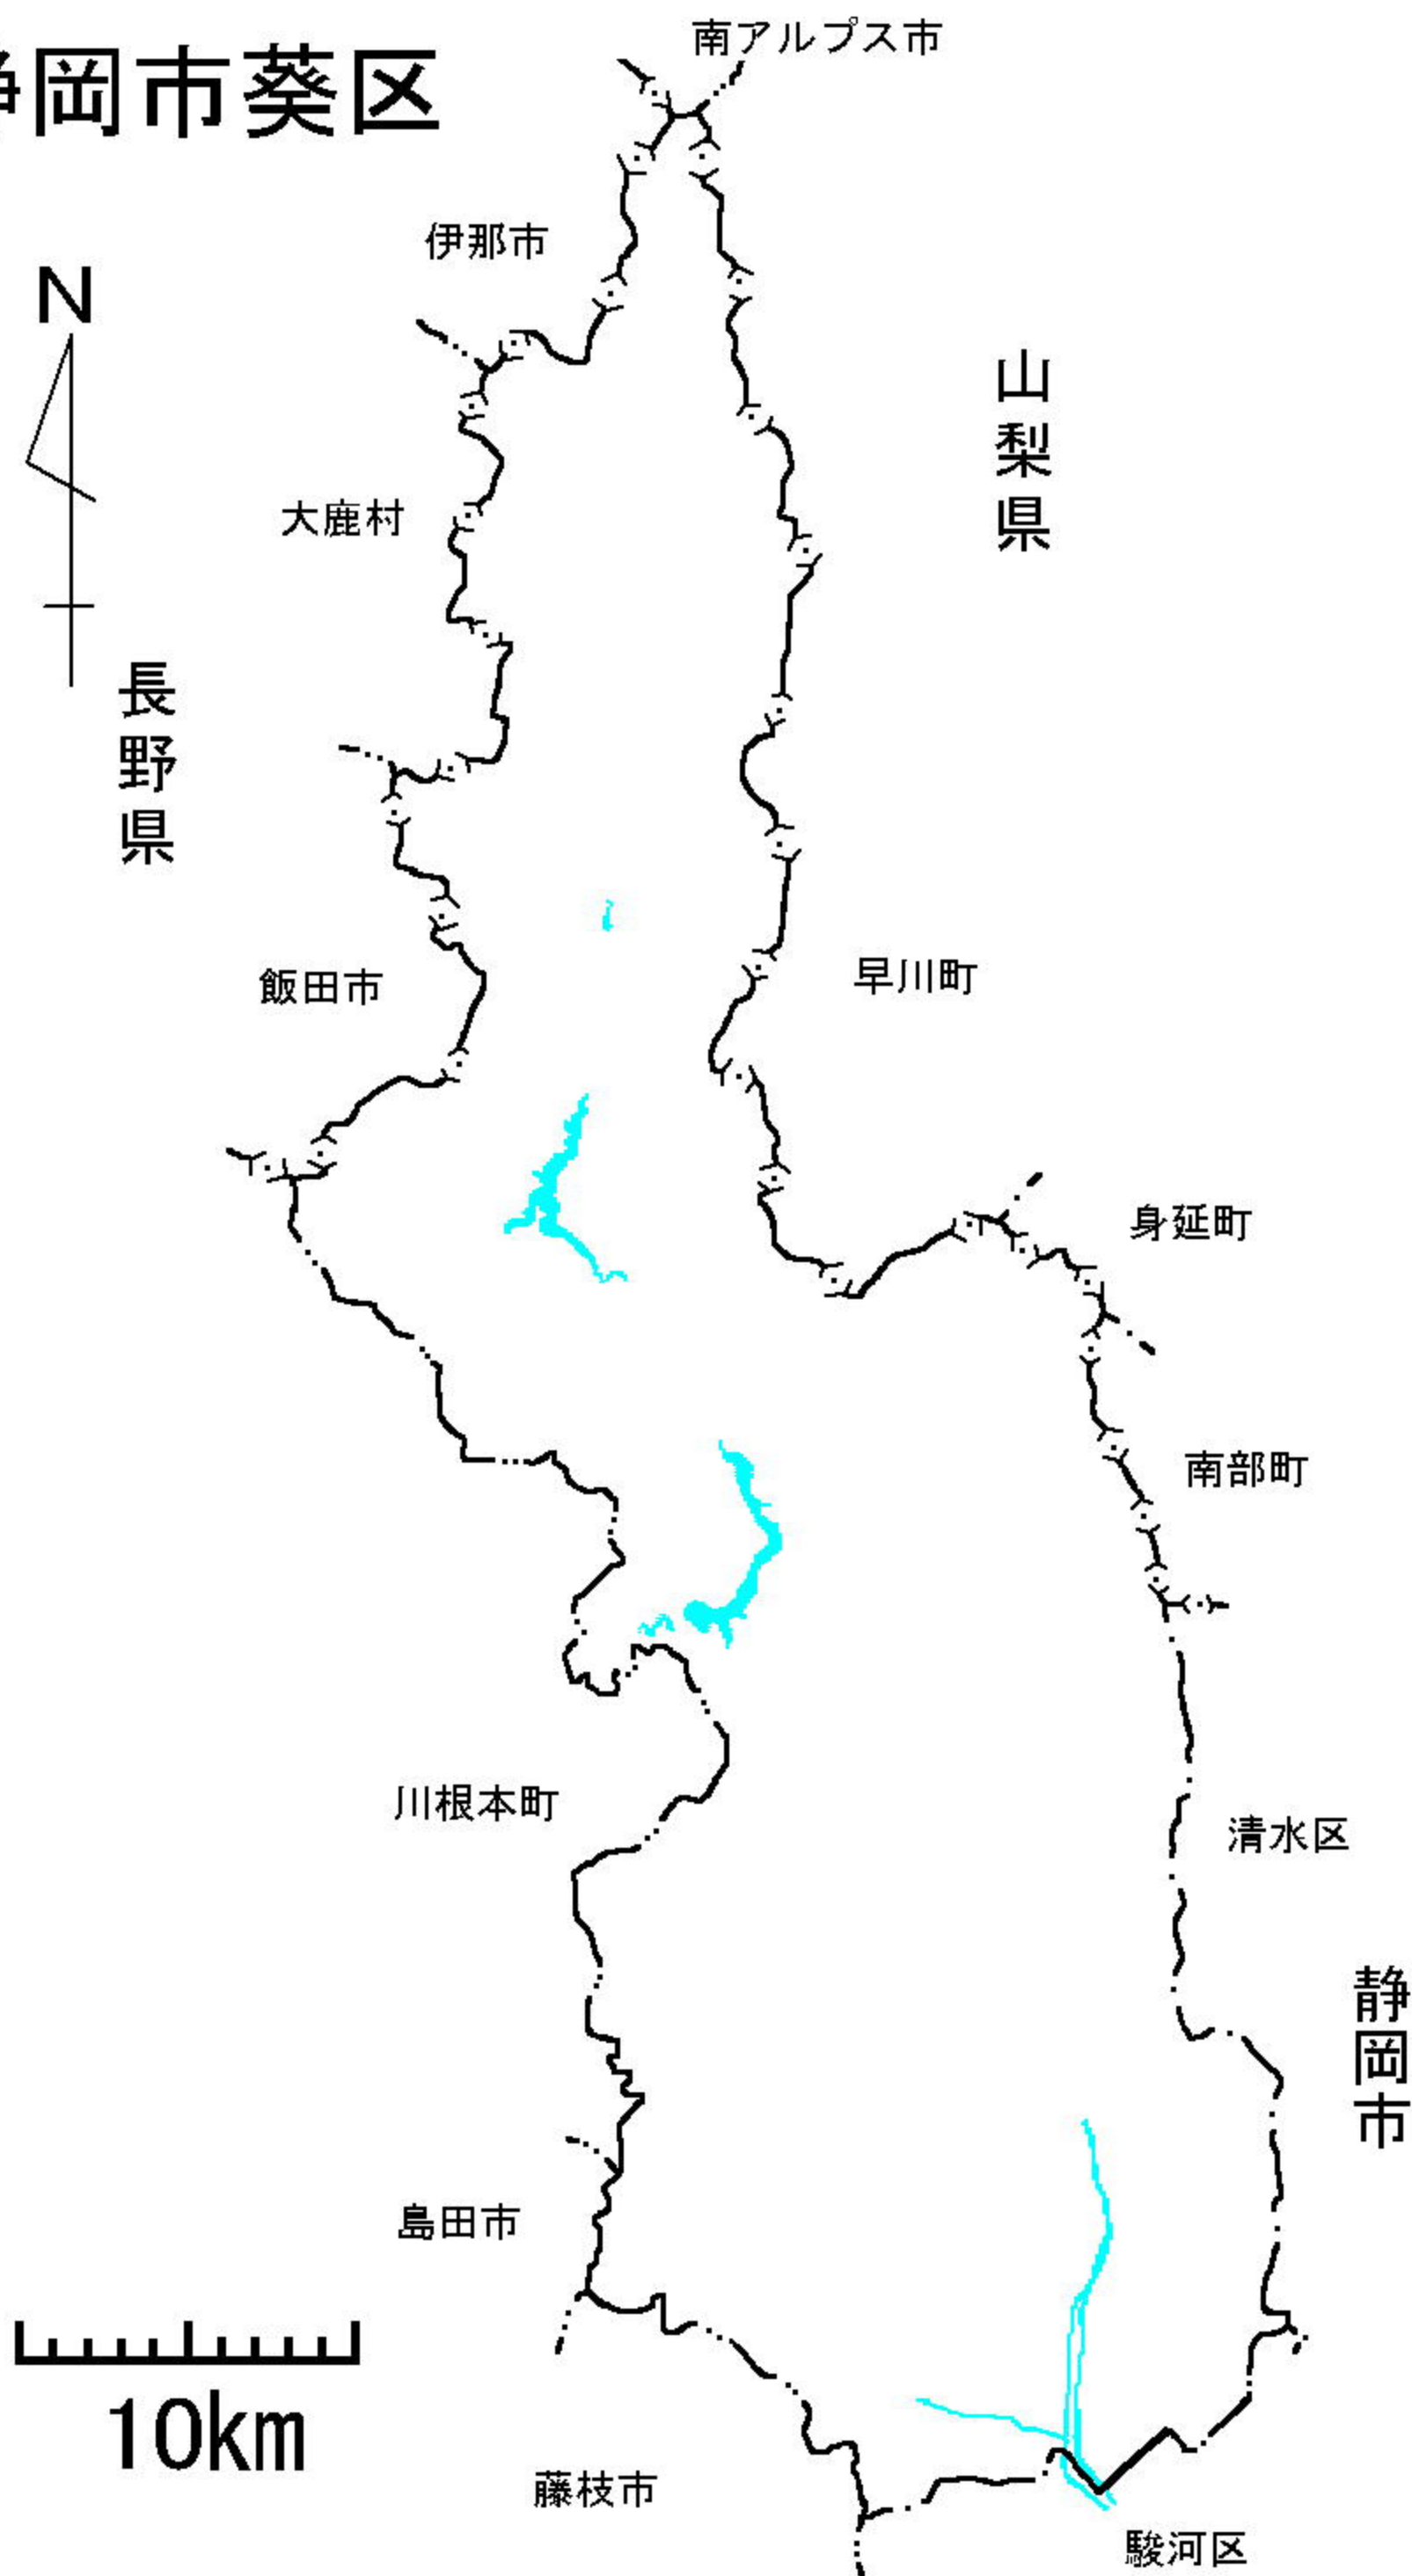 岡市葵区
南アルプス市
伊那市
N
山梨県
大鹿村
長野県
早川町
飯田市
身延町
南部町
川根本町
清水区
静岡市
島田市
10km
藤枝市
駿河区